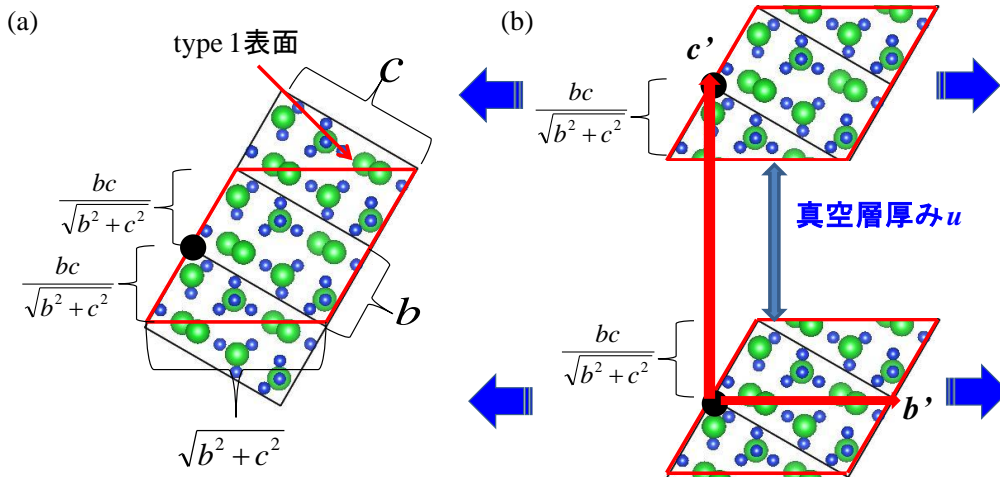 (a)
type 1表面
c
bc
√b²+c²
bc
√b²+c²
b
√b²+c²
(b)
c’
bc
√b²+c²
真空層厚みu
bc
√b²+c²
b’